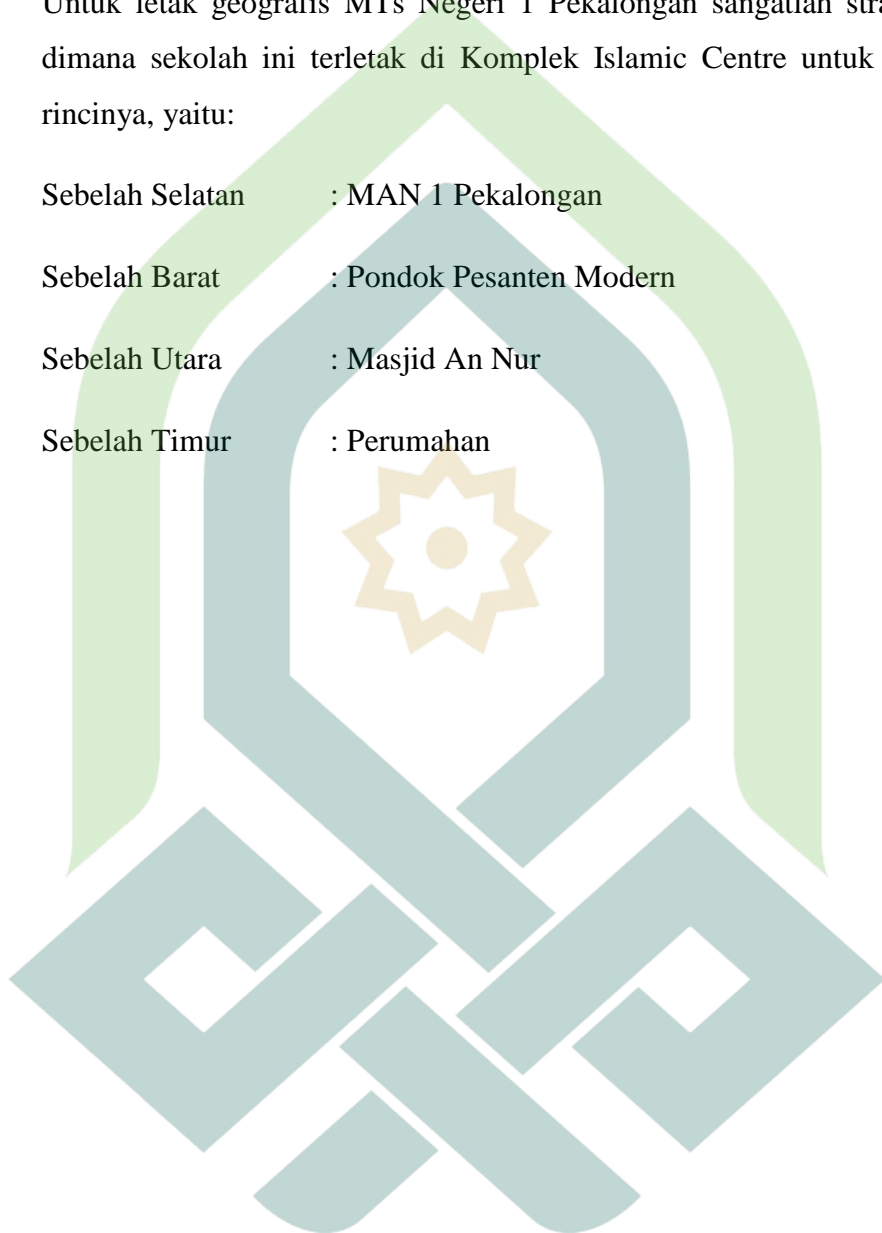 Untuk letak geografis MTs Negeri 1 Pekalongan sangatlah
dimana sekolah ini terletak di Komplek Islamic Centre untuk
rincinya, yaitu:
Sebelah Selatan : MAN 1 Pekalongan
Sebelah Barat : Pondok Pesanten Modern
Sebelah Utara : Masjid An Nur
Sebelah Timur : Perumahan